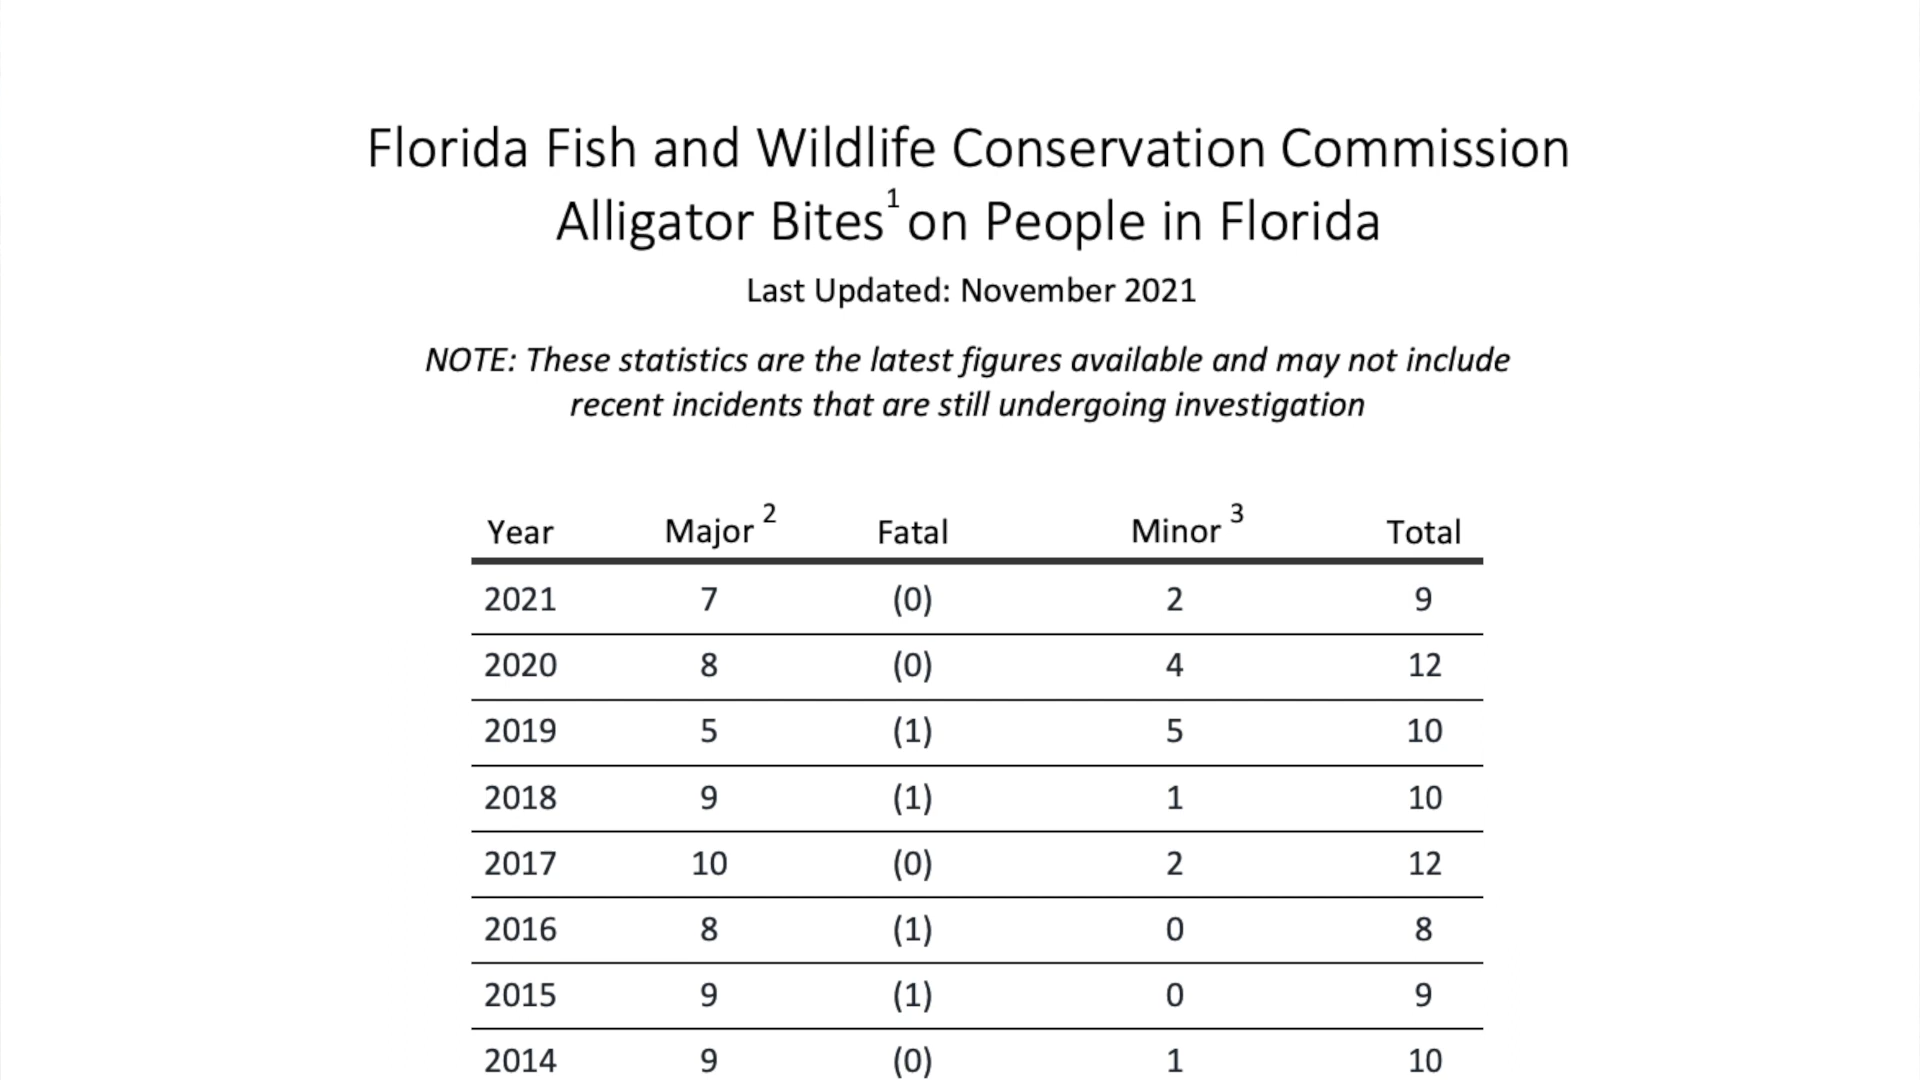 Florida Fish and Wildlife Conservation Commission
Alligator Bites¹ on People in Florida
Last Updated: November 2021
NOTE: These statistics are the latest figures available and may not include
recent incidents that are still undergoing investigation
Year Major ² Fatal Minor ³ Total
2021 7 (0) 2 9
2020 8 (0) 4 12
2019 5 (1) 5 10
2018 9 (1) 1 10
2017 10 (0) 2 12
2016 8 (1) 0 8
2015 9 (1) 0 9
2014 9 (0) 1 10